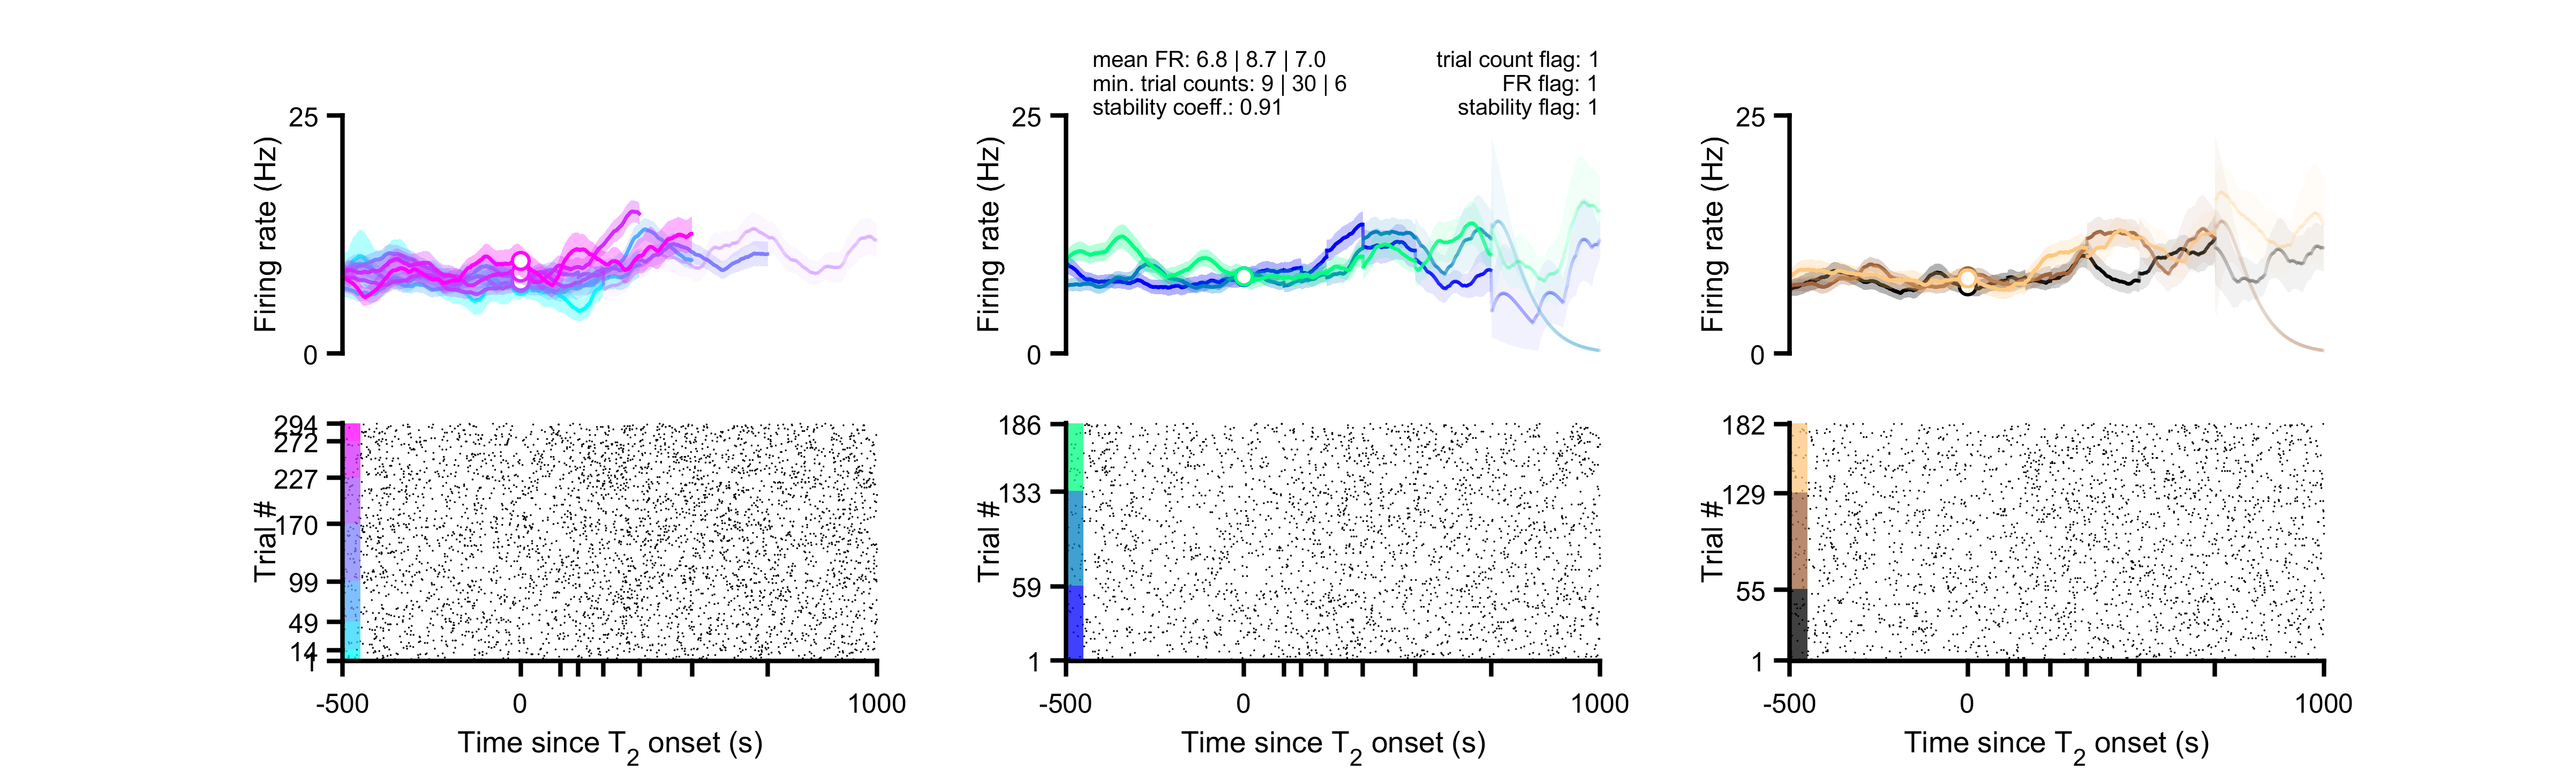 mean FR: 6.8 | 8.7 | 7.0
min. trial counts: 9 | 30 | 6
stability coeff.: 0.91
trial count flag: 1
FR flag: 1
stability flag: 1
25
Firing rate (Hz)
0
25
Firing rate (Hz)
0
25
Firing rate (Hz)
0
294
272
227
170
99
49
14
1
Trial #
-500
0
1000
Time since T2 onset (s)
186
133
59
1
Trial #
-500
0
1000
Time since T2 onset (s)
182
129
55
1
Trial #
-500
0
1000
Time since T2 onset (s)